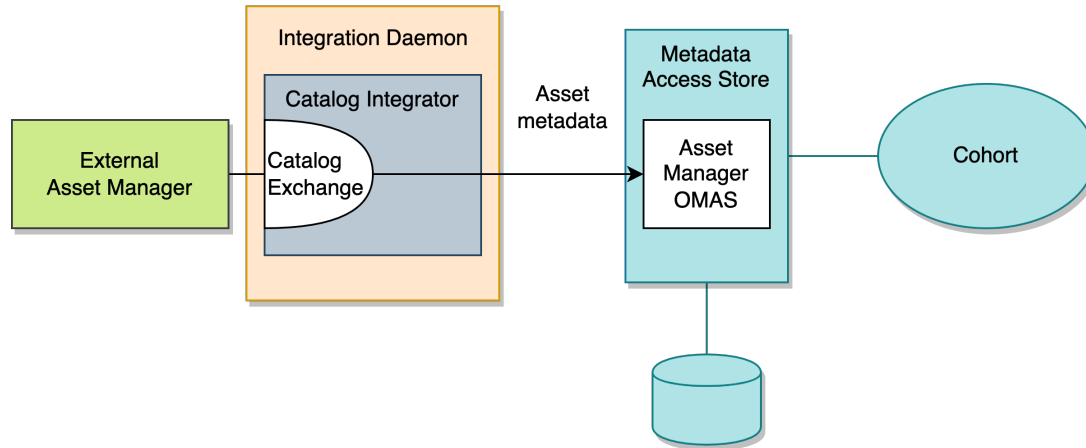 Integration Daemon
Catalog Integrator
External
Asset Manager
Catalog
Exchange
Asset
metadata
Metadata
Access Store
Asset
Manager
OMAS
Cohort